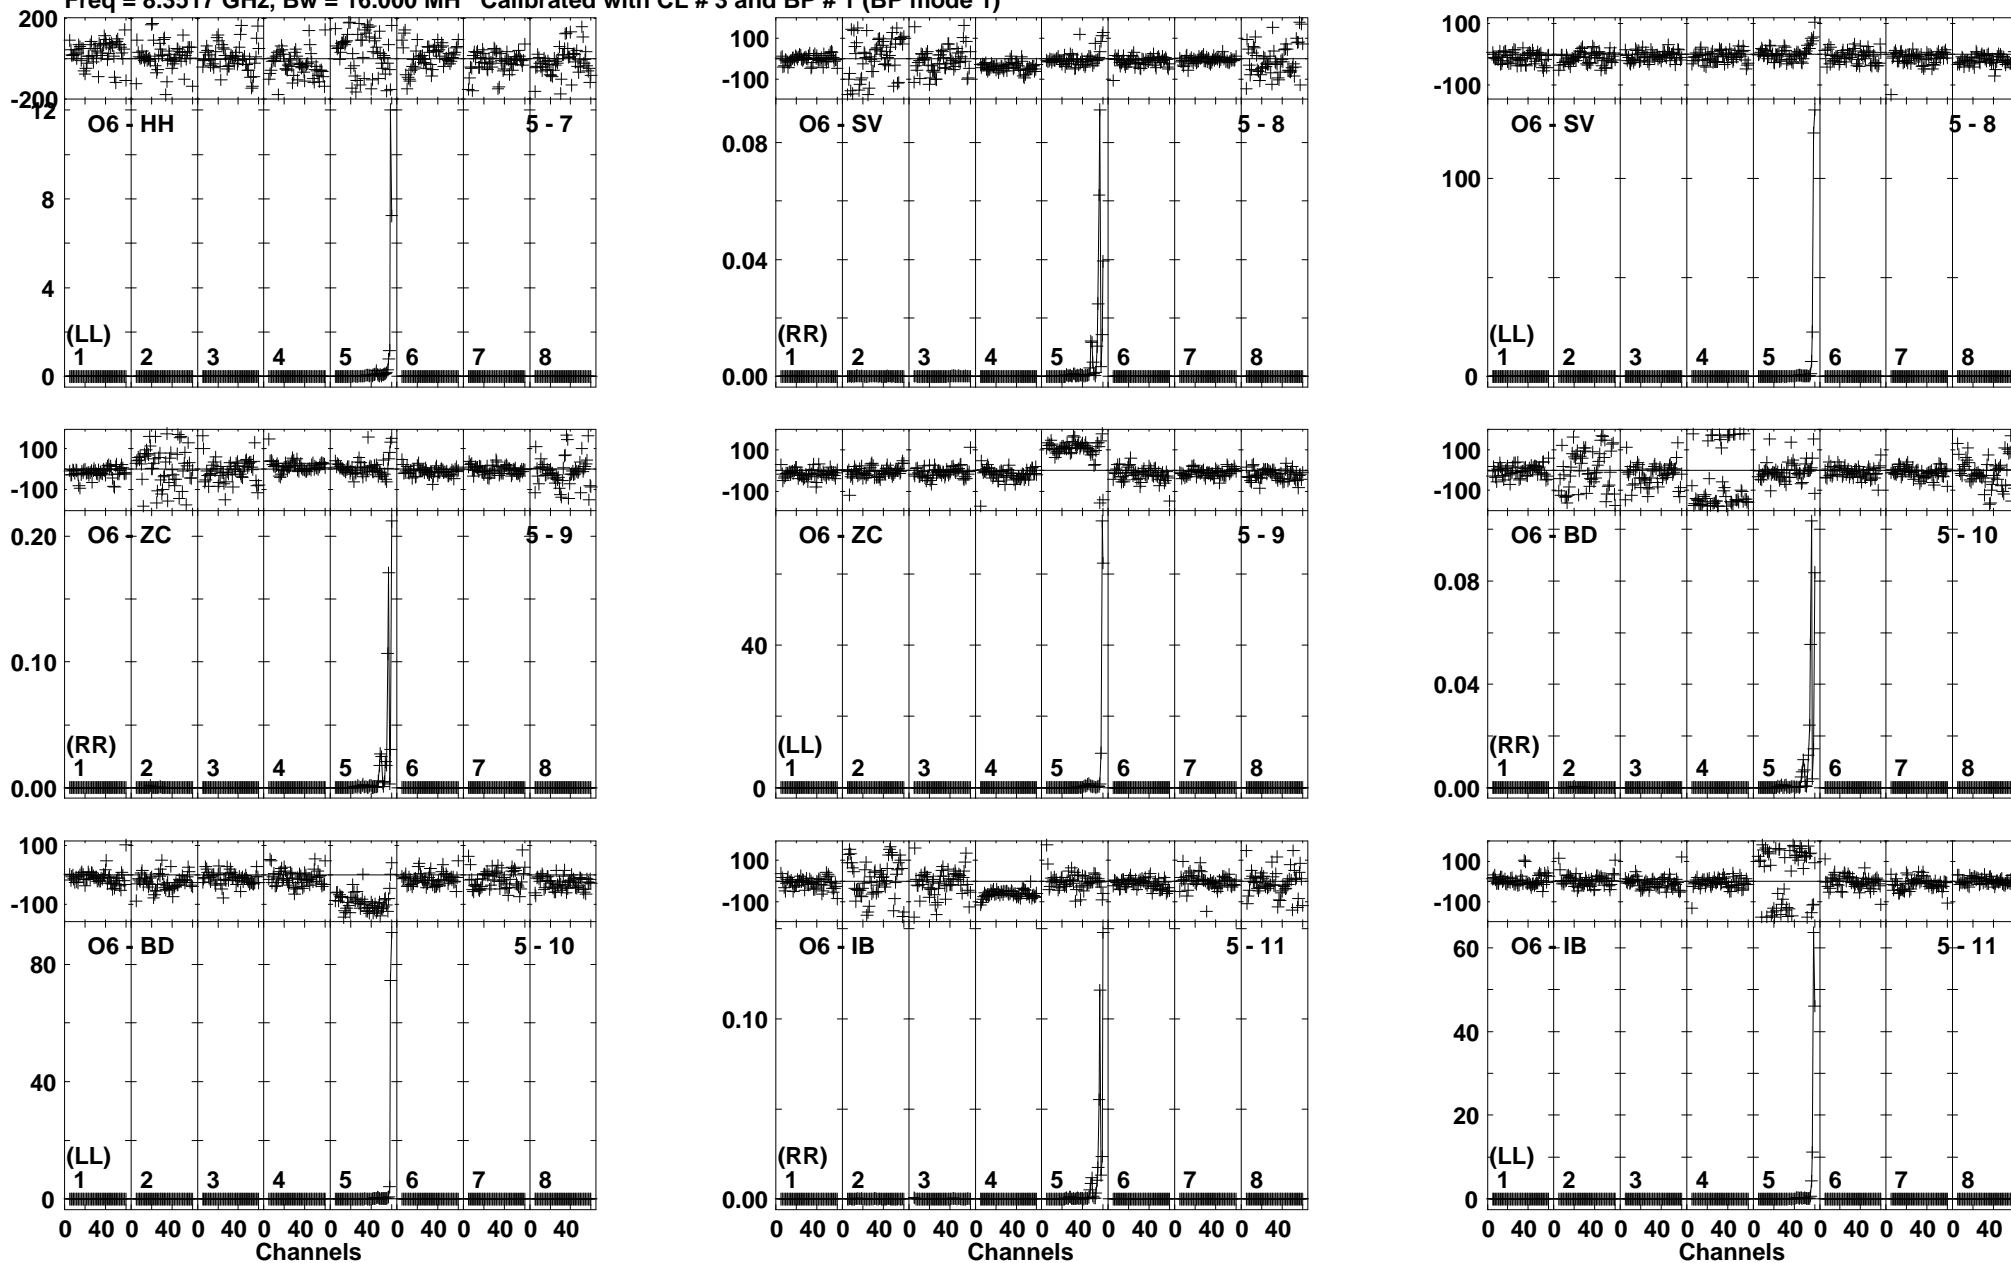 Freq = 8.3517 GHz, Bw = 16.000 MH Calibrated with CL # 3 and BP # 1 (BP mode 1)
200
-200
12
8
4
0
O6 - HH
5 - 7
(LL)
1 2 3 4 5 6 7 8
100
-100
0.08
0.04
0.00
O6 - SV
5 - 8
(RR)
1 2 3 4 5 6 7 8
100
-100
100
0
O6 - SV
5 - 8
(LL)
1 2 3 4 5 6 7 8
100
-100
0.20
0.10
0.00
O6 - ZC
5 - 9
(RR)
1 2 3 4 5 6 7 8
100
-100
40
0
O6 - ZC
5 - 9
(LL)
1 2 3 4 5 6 7 8
100
-100
0.08
0.04
0.00
O6 - BD
5 - 10
(RR)
1 2 3 4 5 6 7 8
100
-100
80
40
0
O6 - BD
5 - 10
(LL)
1 2 3 4 5 6 7 8
0 40 0 40 0 40 0 40 0 40 0 40 0 40 0 40
Channels
100
-100
0.10
0.00
O6 - IB
5 - 11
(RR)
1 2 3 4 5 6 7 8
0 40 0 40 0 40 0 40 0 40 0 40 0 40 0 40
Channels
100
-100
60
40
20
0
O6 - IB
5 - 11
(LL)
1 2 3 4 5 6 7 8
0 40 0 40 0 40 0 40 0 40 0 40 0 40 0 40
Channels